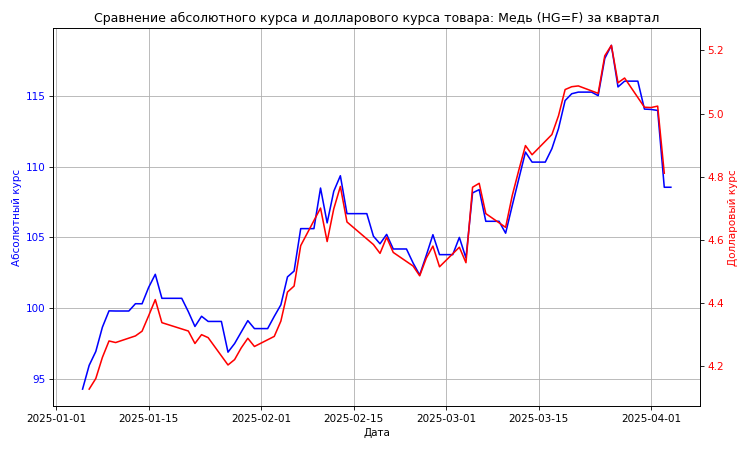 Сравнение абсолютного курса и долларового курса товара: Медь (HG=F) за квартал
115
110
105
100
95
Абсолютный курс
5.2
5.0
4.8
4.6
4.4
4.2
Долларовый курс
2025-01-01 2025-01-15 2025-02-01 2025-02-15 2025-03-01 2025-03-15 2025-04-01
Дата